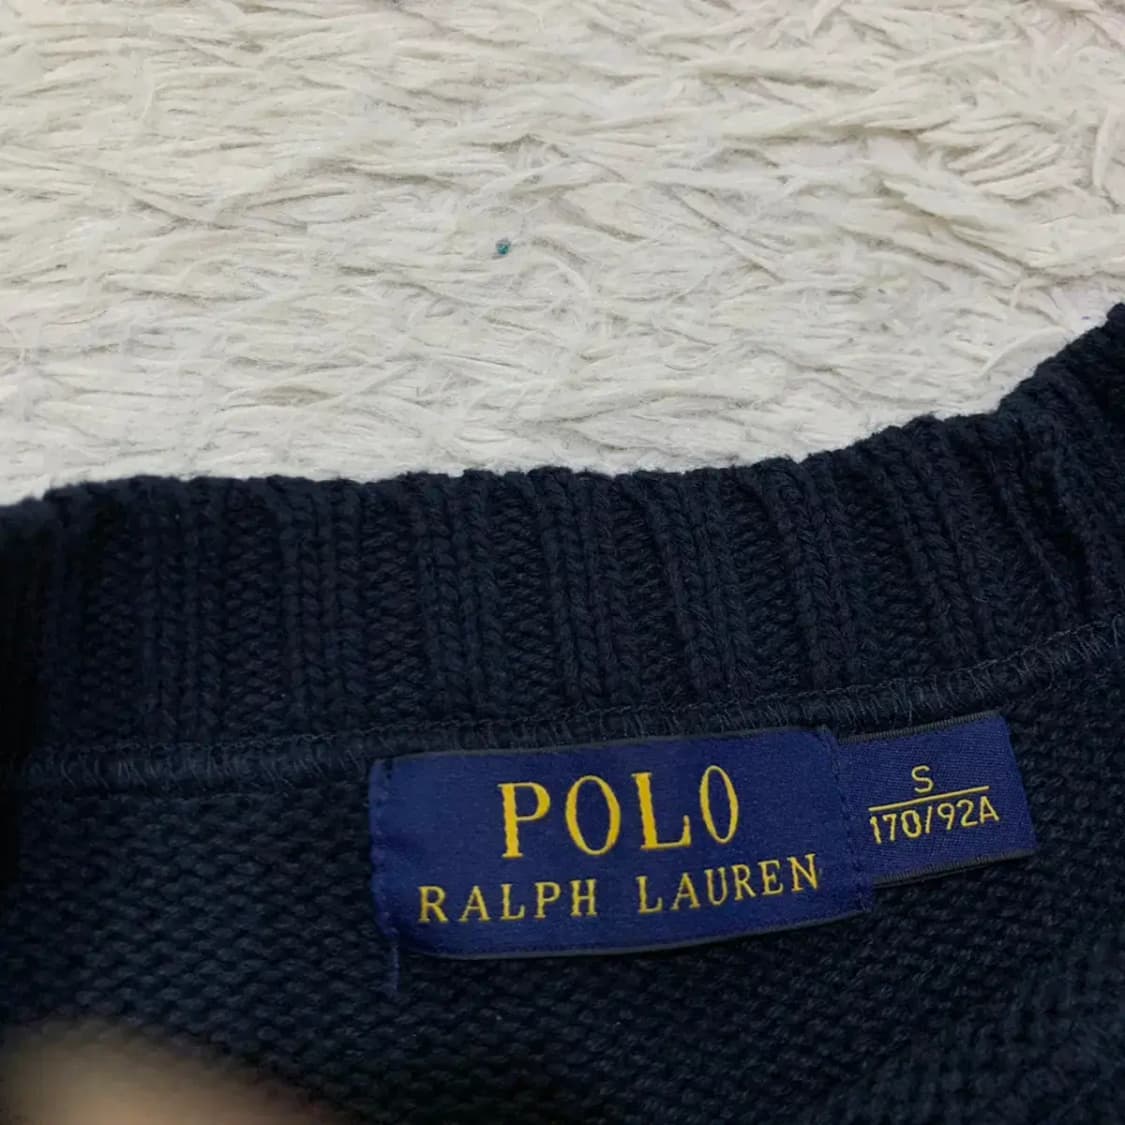 POLO
RALPH LAUREN
S
170/92A